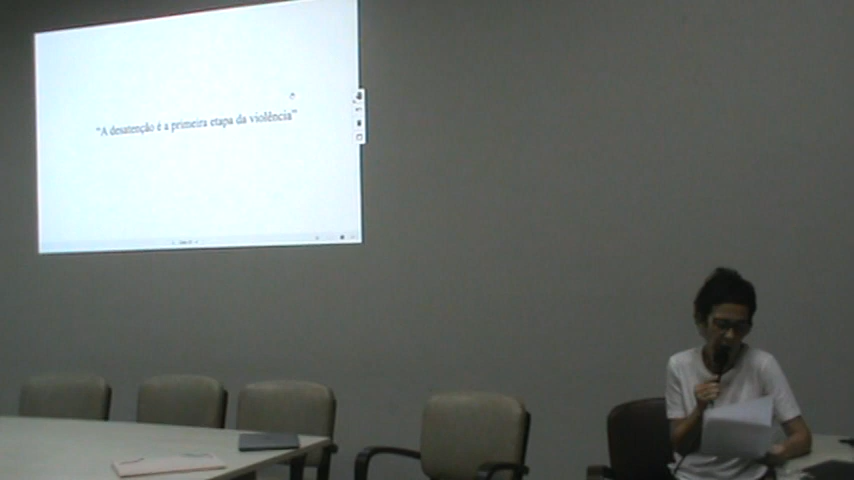 "A desatenção é a primeira etapa da violência"